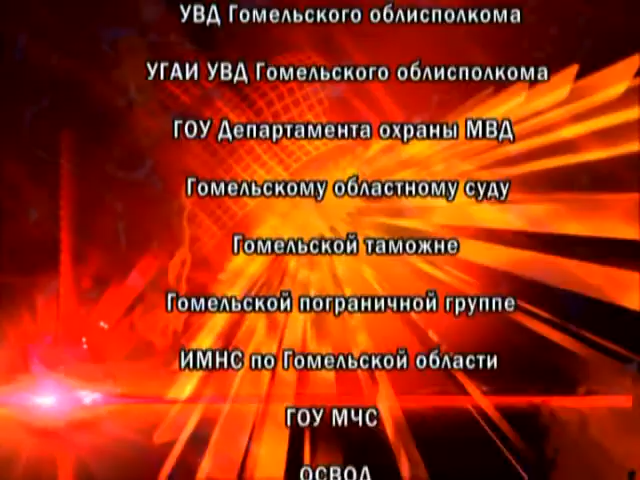 УВД Гомельского облисполкома
УГАИ УВД Гомельского облисполкома
ГОУ Департамента охраны МВД
Гомельскому областному суду
Гомельской таможне
Гомельской пограничной группе
ИМНС по Гомельской области
ГОУ МЧС
ОСВОД